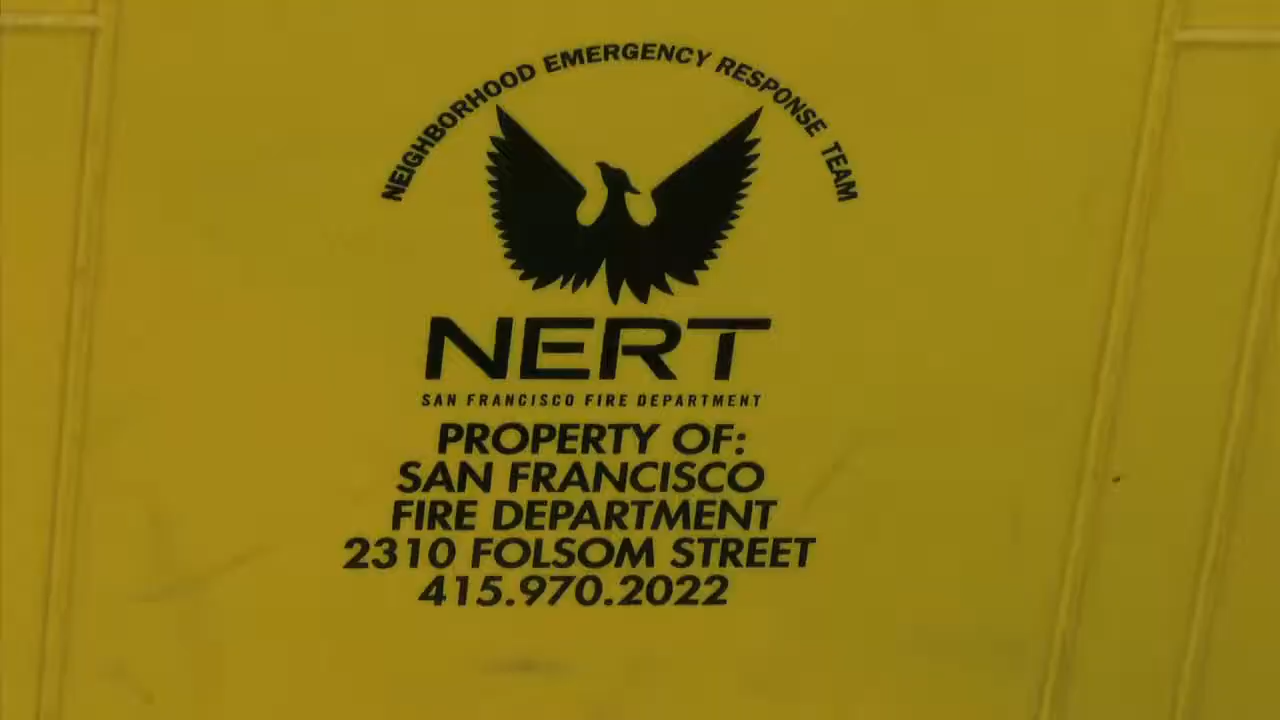 NEIGHBORHOOD EMERGENCY RESPONSE TEAM
NERT
SAN FRANCISCO FIRE DEPARTMENT
PROPERTY OF:
SAN FRANCISCO
FIRE DEPARTMENT
2310 FOLSOM STREET
415.970.2022